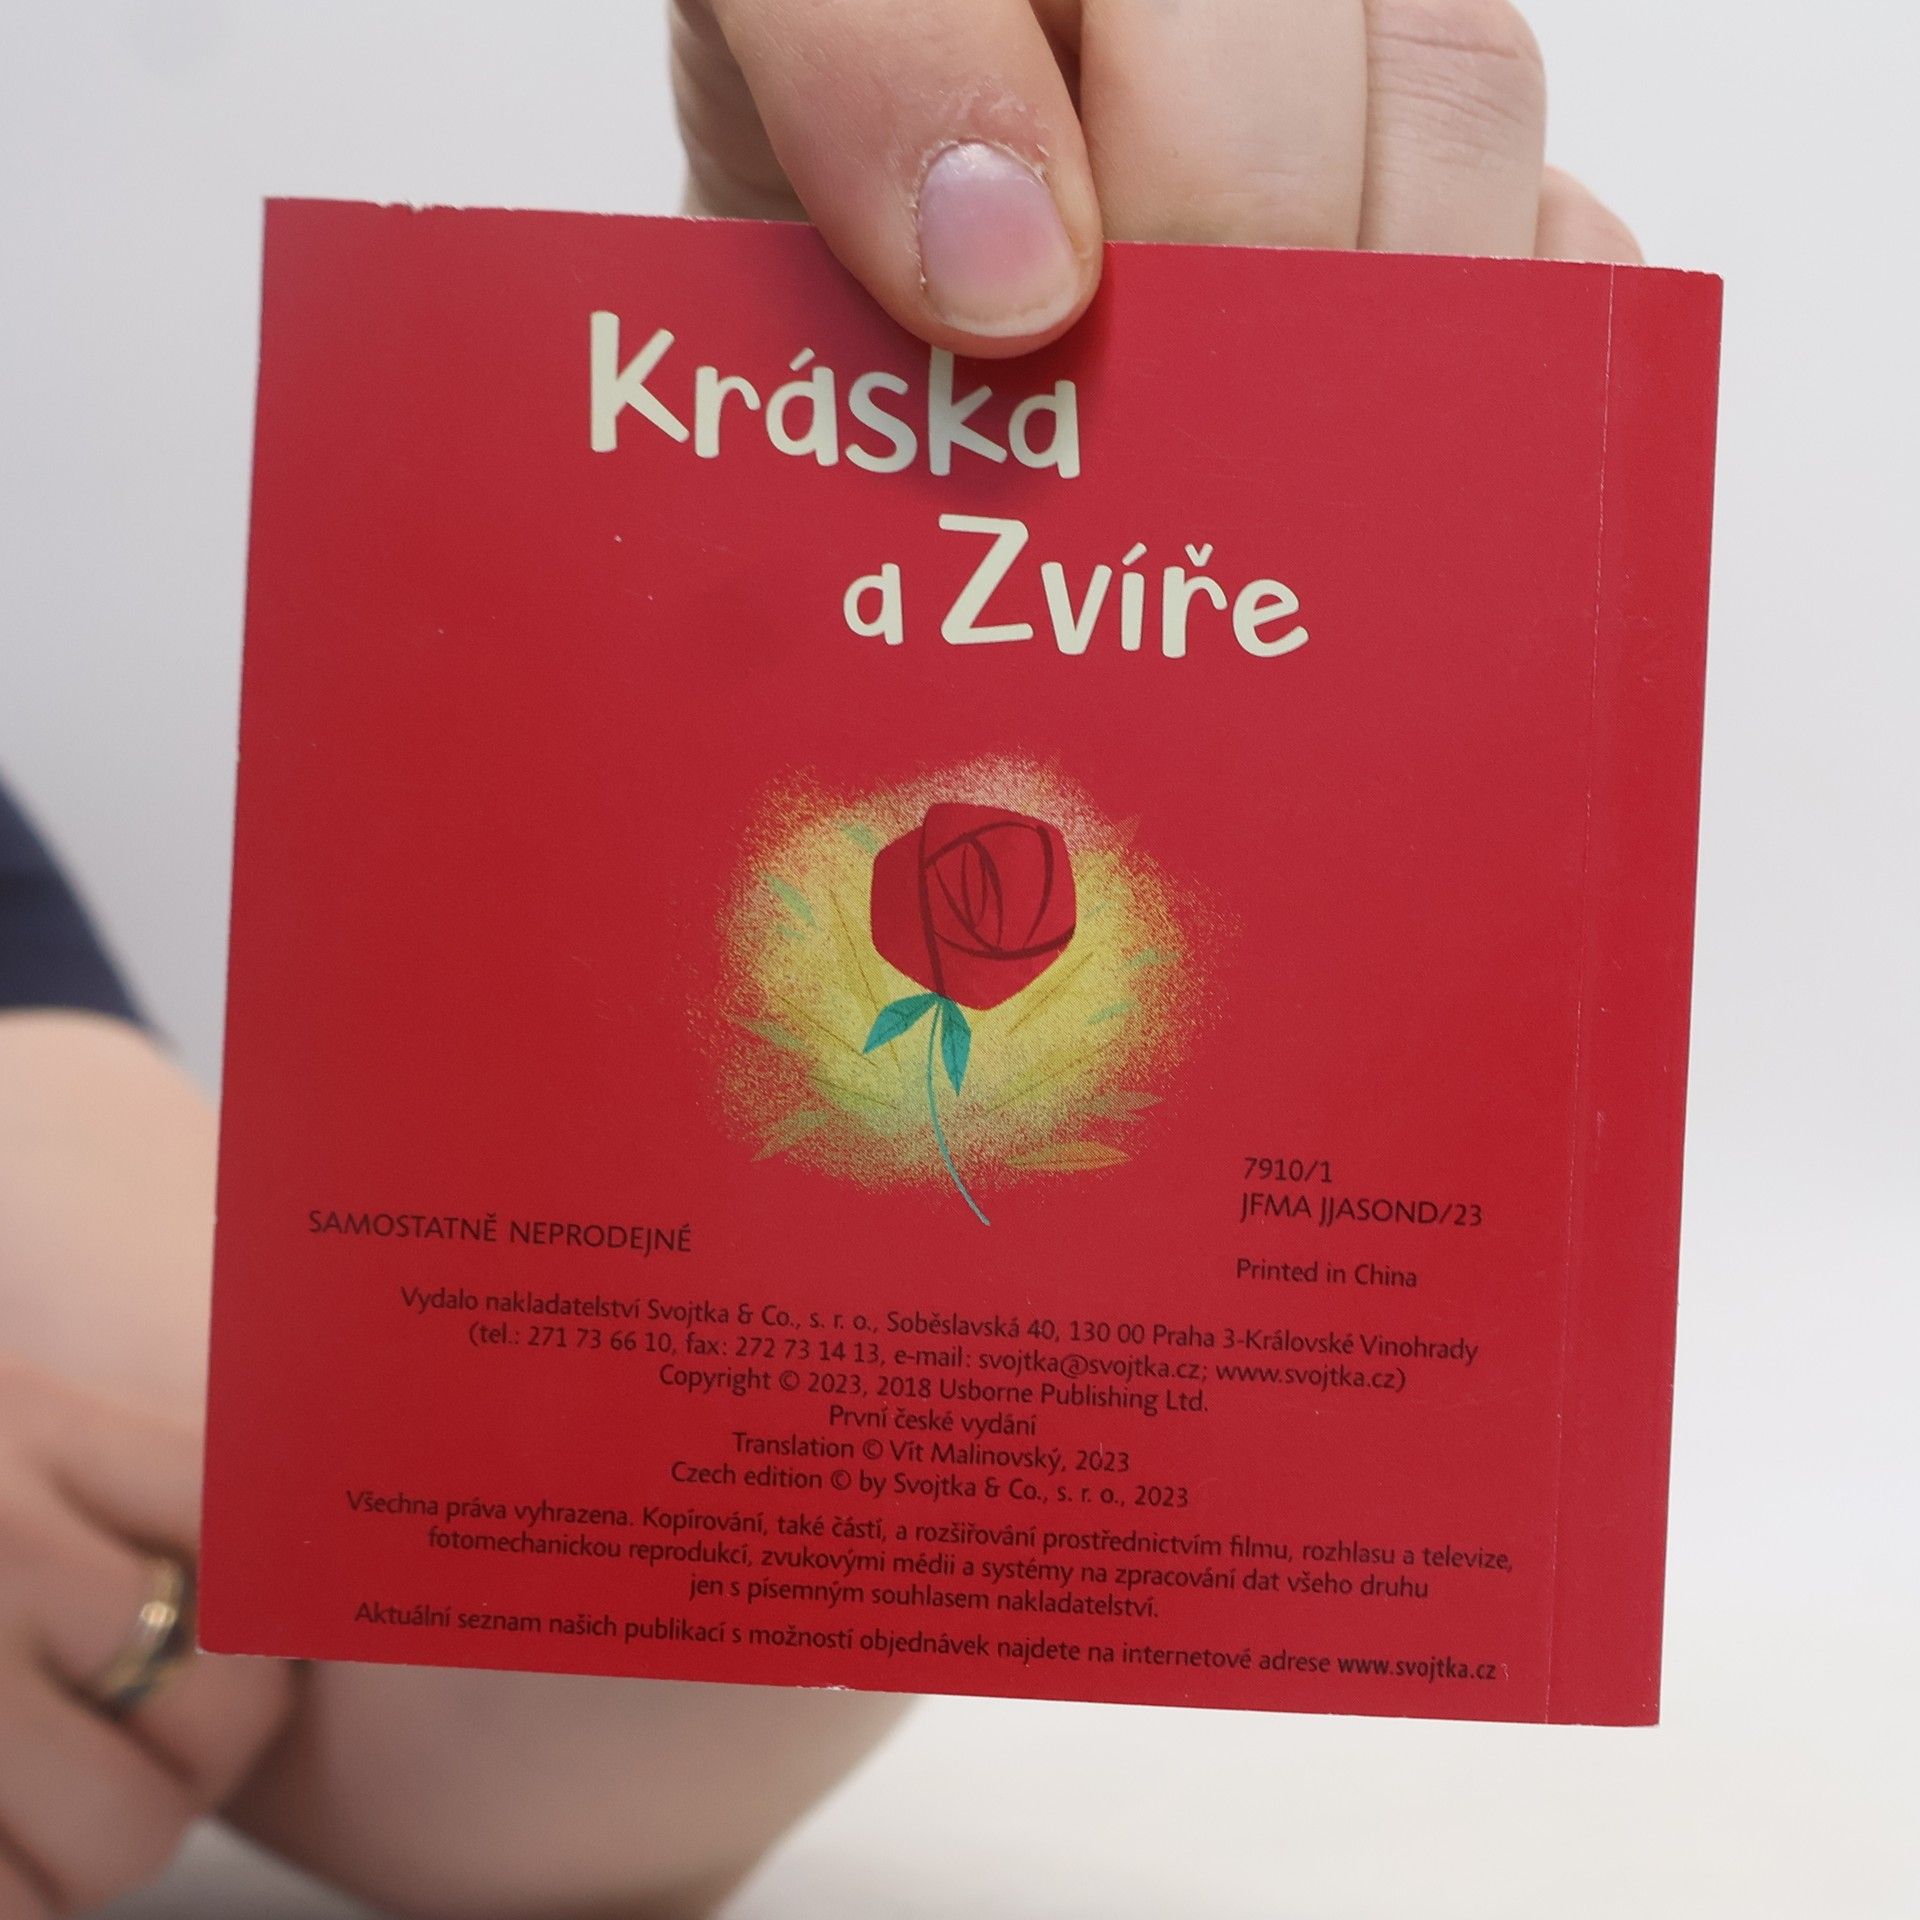 Kráska
a Zvíře
7910/1
JFMA JJASOND/23
SAMOSTATNĚ NEPRODEJNÉ
Printed in China
Vydalo nakladatelství Svojtka & Co., s. r. o., Soběslavská 40, 130 00 Praha 3-Královské Vinohrady
(tel.: 271 73 66 10, fax: 272 73 14 13, e-mail: svojtka@svojtka.cz; www.svojtka.cz)
Copyright © 2023, 2018 Usborne Publishing Ltd.
První české vydání
Translation © Vít Malinovský, 2023
Czech edition © by Svojtka & Co., s. r. o., 2023
Všechna práva vyhrazena. Kopírování, také částí, a rozšiřování prostřednictvím filmu, rozhlasu a televize,
fotomechanickou reprodukcí, zvukovými médii a systémy na zpracování dat všeho druhu
jen s písemným souhlasem nakladatelství.
Aktuální seznam našich publikací s možností objednávek najdete na internetové adrese www.svojtka.cz